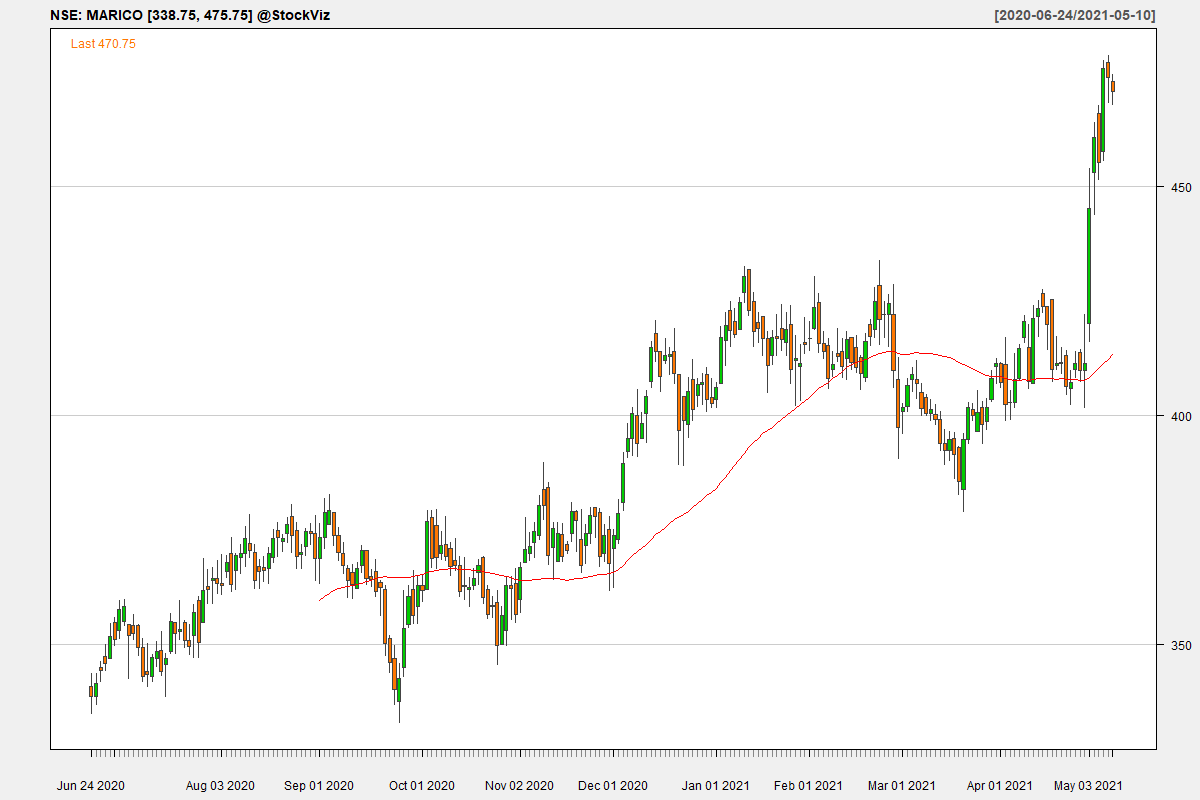 NSE: MARICO [338.75, 475.75] @StockViz
[2020-06-24/2021-05-10]
Last 470.75
450
400
350
Jun 24 2020
Aug 03 2020
Sep 01 2020
Oct 01 2020
Nov 02 2020
Dec 01 2020
Jan 01 2021
Feb 01 2021
Mar 01 2021
Apr 01 2021
May 03 2021